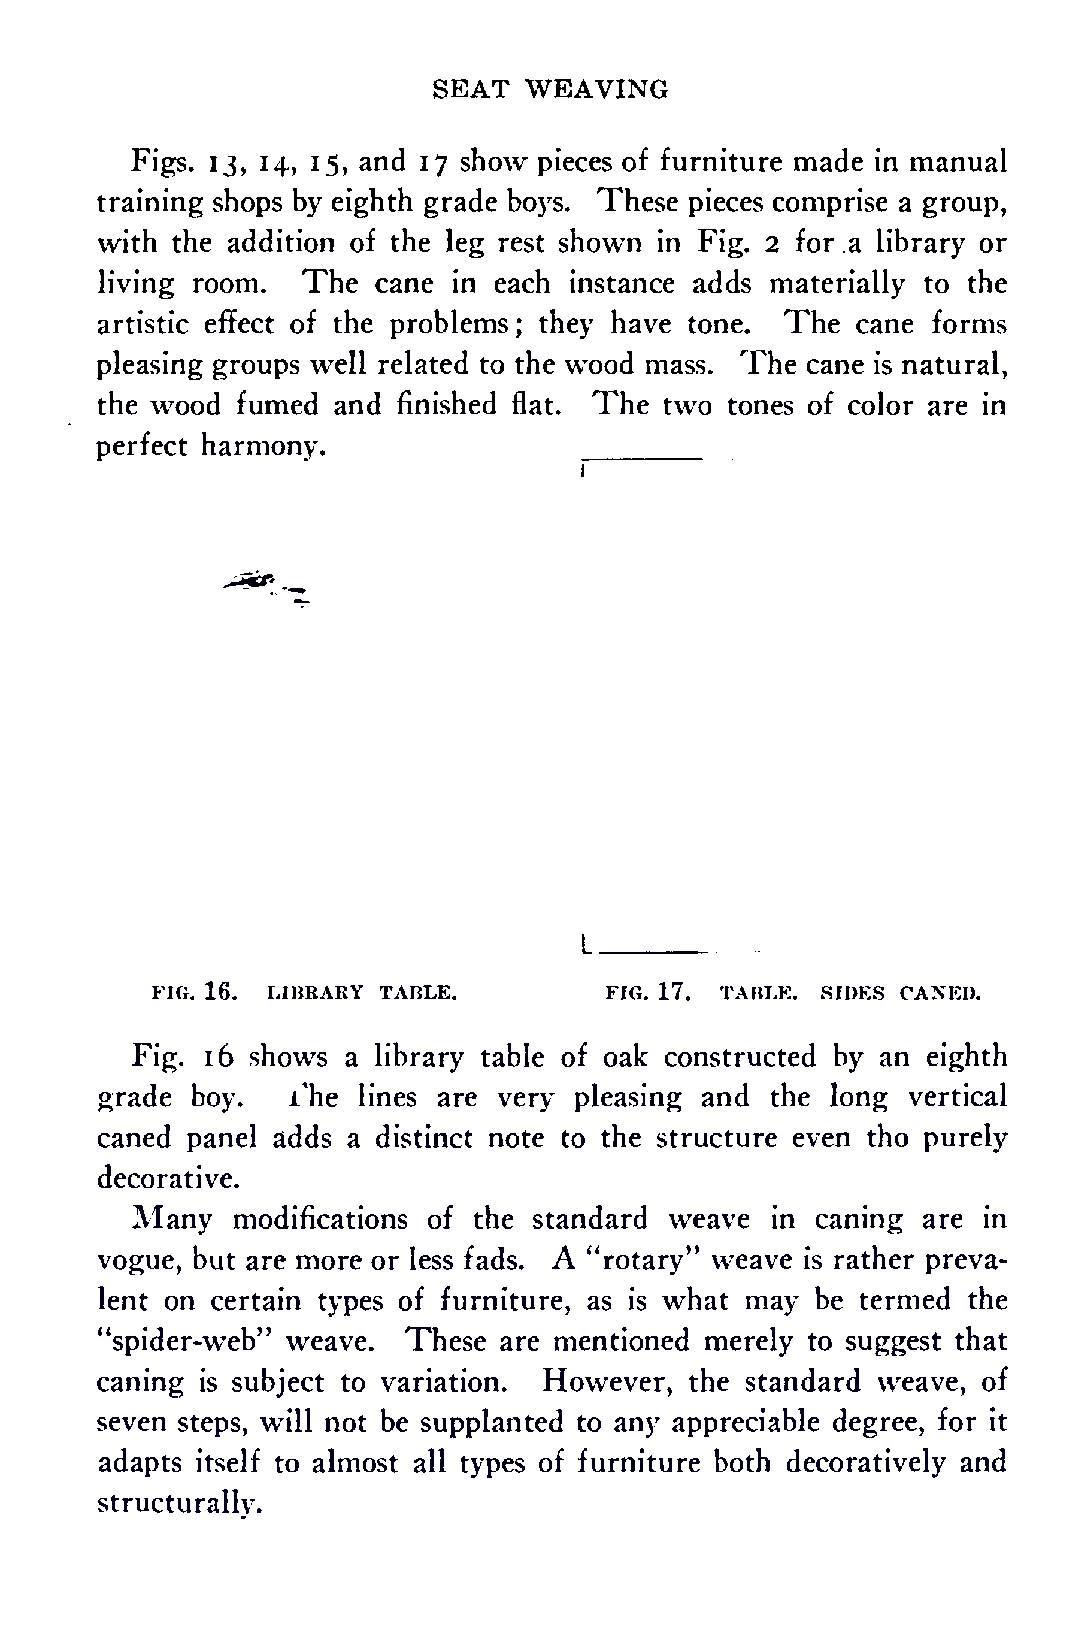 SEAT WEAVING
Figs. 13, 14, 15, and 17 show pieces of furniture made in manual
training shops by eighth grade boys. These pieces comprise a group,
with the addition of the leg rest shown in Fig. 2 for a library or
living room. The cane in each instance adds materially to the
artistic effect of the problems; they have tone. The cane forms
pleasing groups well related to the wood mass. The cane is natural,
the wood fumed and finished flat. The two tones of color are in
perfect harmony.
FIG. 16. LIBRARY TABLE.
FIG. 17. TABLE. SIDES CANED.
Fig. 16 shows a library table of oak constructed by an eighth
grade boy. The lines are very pleasing and the long vertical
caned panel adds a distinct note to the structure even tho purely
decorative.
Many modifications of the standard weave in caning are in
vogue, but are more or less fads. A "rotary" weave is rather preva-
lent on certain types of furniture, as is what may be termed the
"spider-web" weave. These are mentioned merely to suggest that
caning is subject to variation. However, the standard weave, of
seven steps, will not be supplanted to any appreciable degree, for it
adapts itself to almost all types of furniture both decoratively and
structurally.